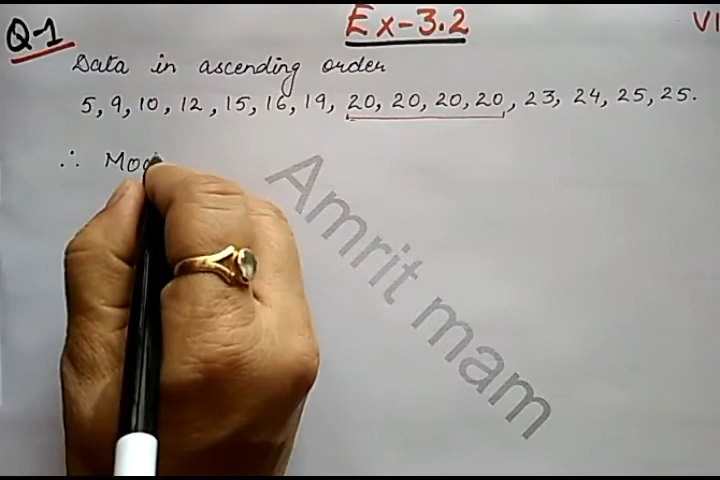 Ex-3.2
VI
Q-1
Data in ascending order
5, 9, 10, 12, 15, 16, 19, 20, 20, 20, 20, 23, 24, 25, 25.
∴ Mod
Amrit mam